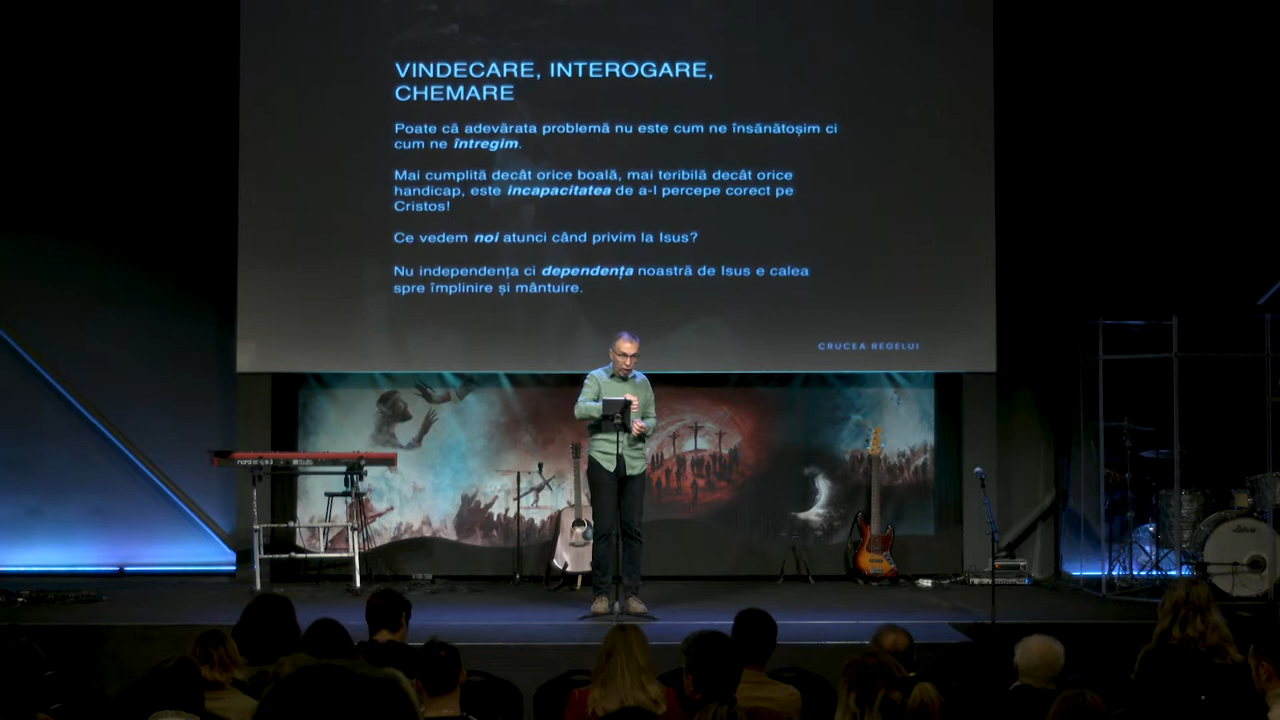 VINDECARE, INTEROGARE,
CHEMARE
Poate că adevărata problemă nu este cum ne însănătoșim ci
cum ne întregim.
Mai cumplită decât orice boală, mai teribilă decât orice
handicap, este incapacitatea de a-l percepe corect pe
Cristos!
Ce vedem noi atunci când privim la Isus?
Nu independența ci dependența noastră de Isus e calea
spre împlinire și mântuire.
CRUCEA REGELUI
nord